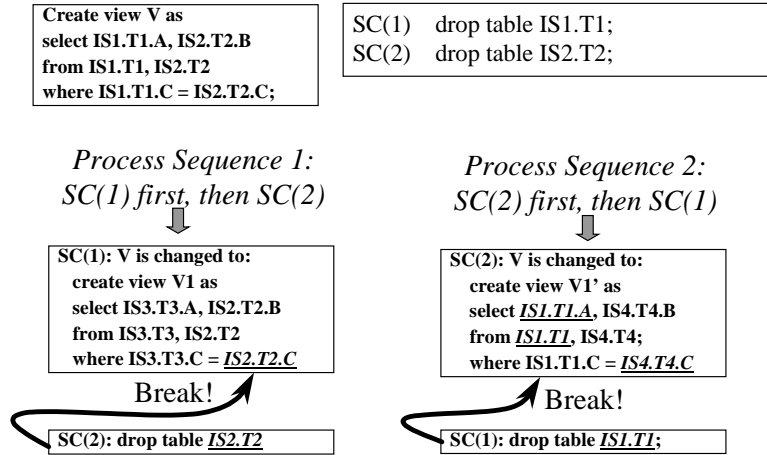 Create view V as
select IS1.T1.A, IS2.T2.B
from IS1.T1, IS2.T2
where IS1.T1.C = IS2.T2.C;
SC(1) drop table IS1.T1;
SC(2) drop table IS2.T2;
Process Sequence 1:
SC(1) first, then SC(2)
SC(1): V is changed to:
create view V1 as
select IS3.T3.A, IS2.T2.B
from IS3.T3, IS2.T2
where IS3.T3.C = IS2.T2.C
Break!
SC(2): drop table IS2.T2
Process Sequence 2:
SC(2) first, then SC(1)
SC(2): V is changed to:
create view V1’ as
select IS1.T1.A, IS4.T4.B
from IS1.T1, IS4.T4;
where IS1.T1.C = IS4.T4.C
Break!
SC(1): drop table IS1.T1;